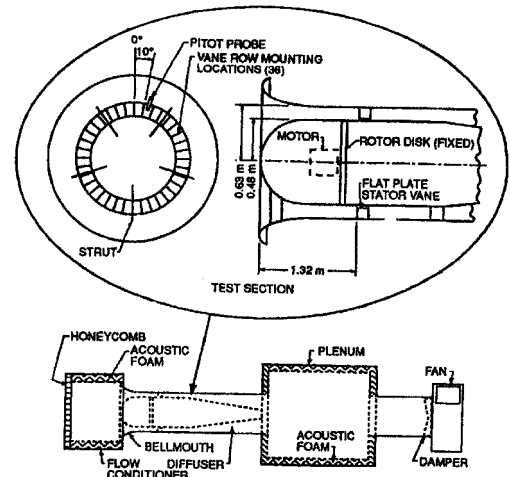 0°
10°
PITOT PROBE
VANE ROW MOUNTING
LOCATIONS (36)
STRUT
MOTOR
ROTOR DISK (FIXED)
0.63 m
0.48 m
FLAT PLATE
STATOR VANE
1.32 m
TEST SECTION
HONEYCOMB
ACOUSTIC
FOAM
PLENUM
FAN
BELLMOUTH
FLOW
CONDITIONER
DIFFUSER
ACOUSTIC
FOAM
DAMPER